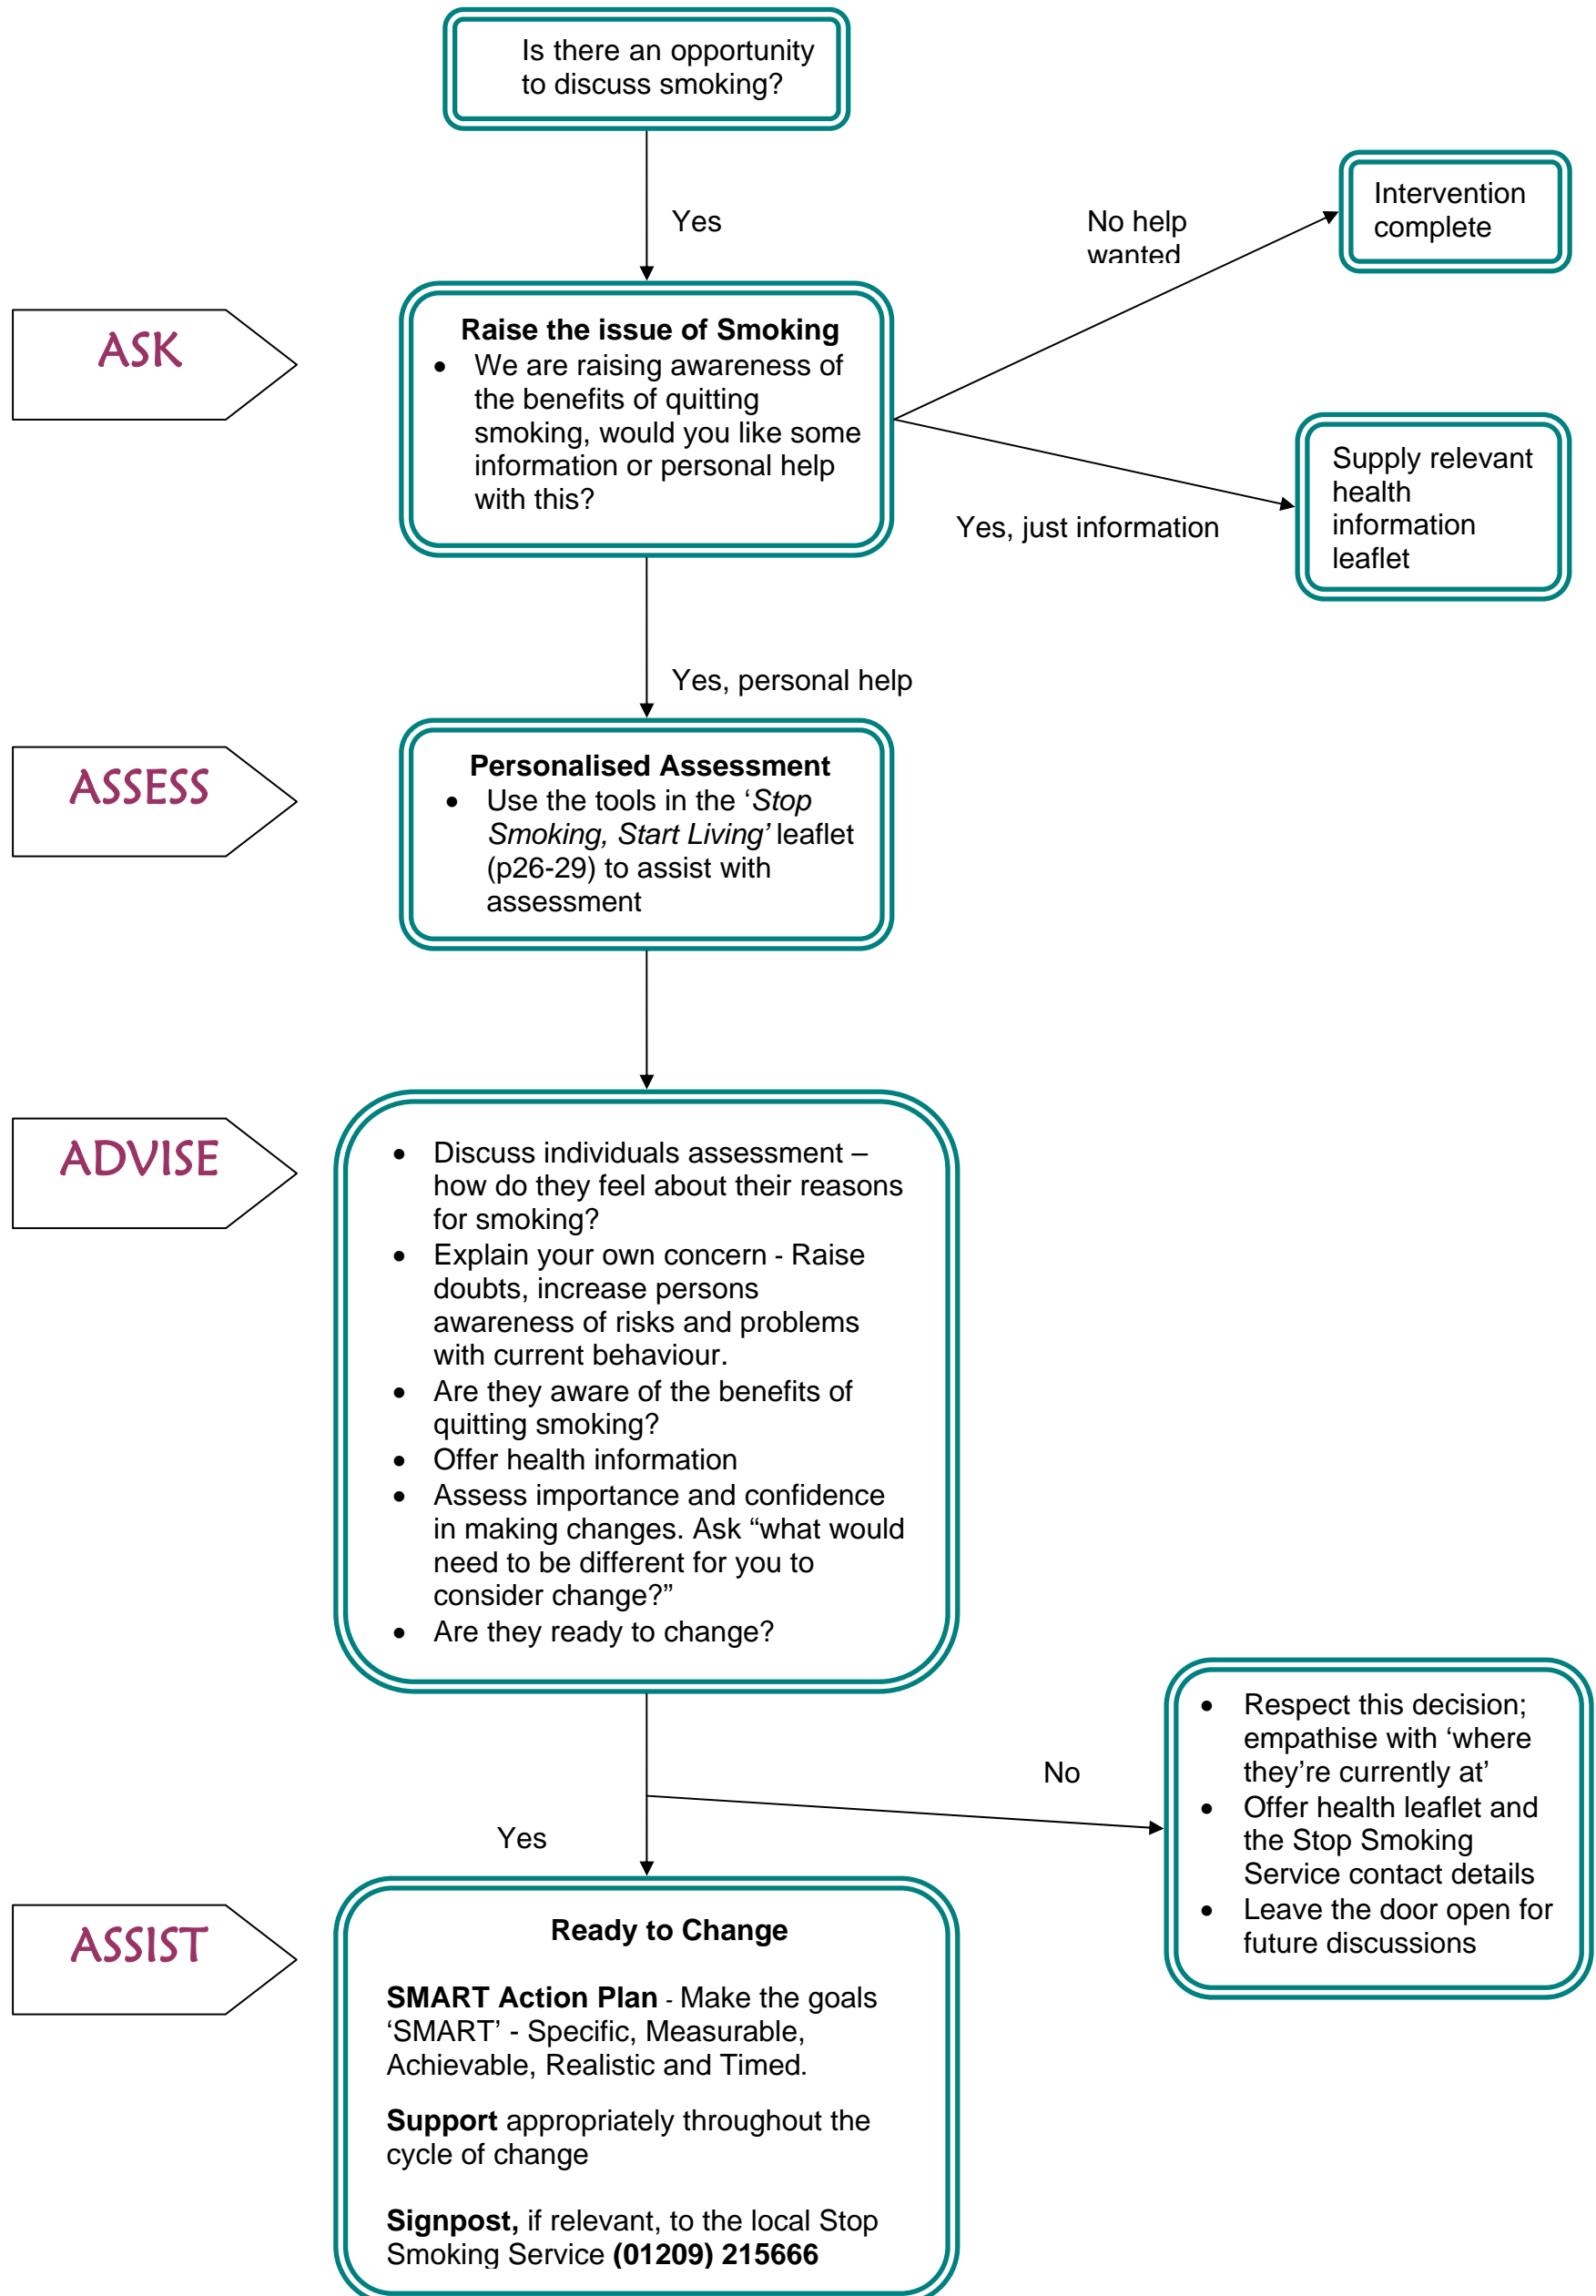 Is there an opportunity
to discuss smoking?
Yes
No help
wanted
Intervention
complete
ASK
Raise the issue of Smoking
• We are raising awareness of
the benefits of quitting
smoking, would you like some
information or personal help
with this?
Supply relevant
health
information
leaflet
Yes, just information
Yes, personal help
ASSESS
Personalised Assessment
• Use the tools in the ‘Stop
Smoking, Start Living’ leaflet
(p26-29) to assist with
assessment
ADVISE
• Discuss individuals assessment –
how do they feel about their reasons
for smoking?
• Explain your own concern - Raise
doubts, increase persons
awareness of risks and problems
with current behaviour.
• Are they aware of the benefits of
quitting smoking?
• Offer health information
• Assess importance and confidence
in making changes. Ask “what would
need to be different for you to
consider change?”
• Are they ready to change?
No
Yes
• Respect this decision;
empathise with ‘where
they’re currently at’
• Offer health leaflet and
the Stop Smoking
Service contact details
• Leave the door open for
future discussions
ASSIST
Ready to Change
SMART Action Plan - Make the goals
‘SMART’ - Specific, Measurable,
Achievable, Realistic and Timed.
Support appropriately throughout the
cycle of change
Signpost, if relevant, to the local Stop
Smoking Service (01209) 215666